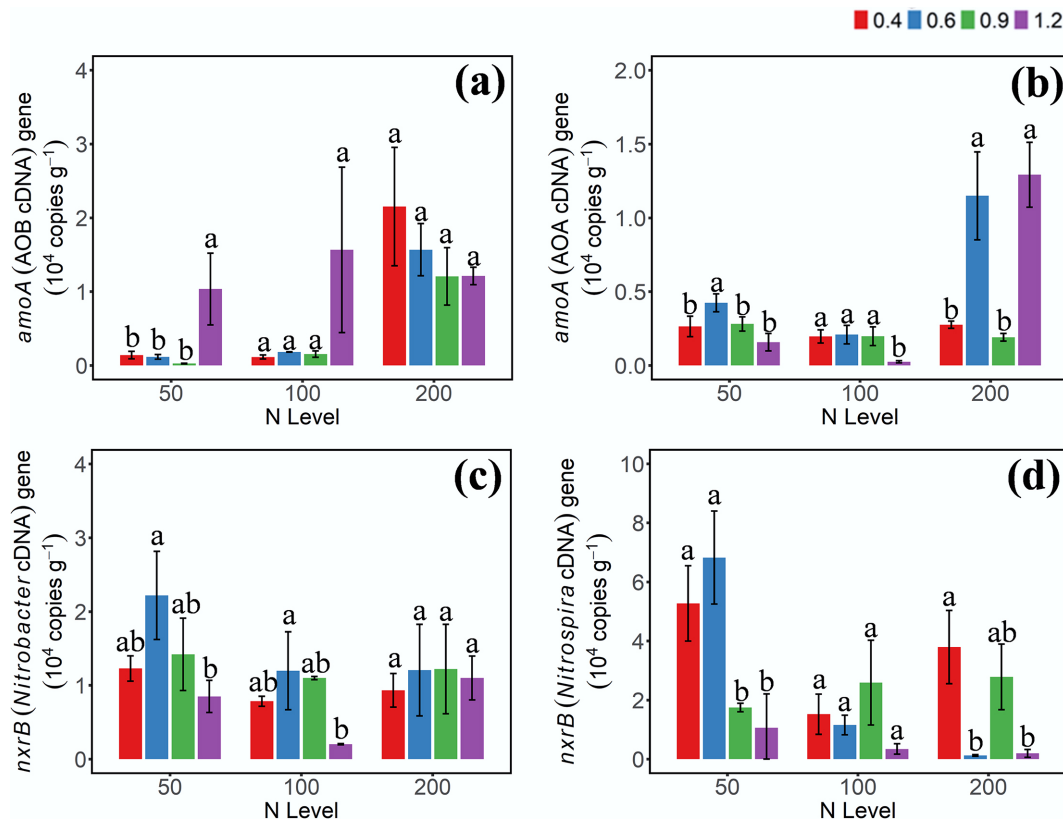 0.4 0.6 0.9 1.2
(a)
amoA (AOB cDNA) gene
(10⁴ copies g⁻¹)
4
3
2
1
0
b b b a
a a a a
a a a a
50 100 200
N Level
(b)
amoA (AOA cDNA) gene
(10⁴ copies g⁻¹)
2.0
1.5
1.0
0.5
0.0
b a b b
a a a b
b a b a
50 100 200
N Level
(c)
nxrB (Nitrobacter cDNA) gene
(10⁴ copies g⁻¹)
4
3
2
1
0
ab a ab b
ab a ab b
a a a a
50 100 200
N Level
(d)
nxrB (Nitrospira cDNA) gene
(10⁴ copies g⁻¹)
10
8
6
4
2
0
a a b b
a a a a
a b ab b
50 100 200
N Level